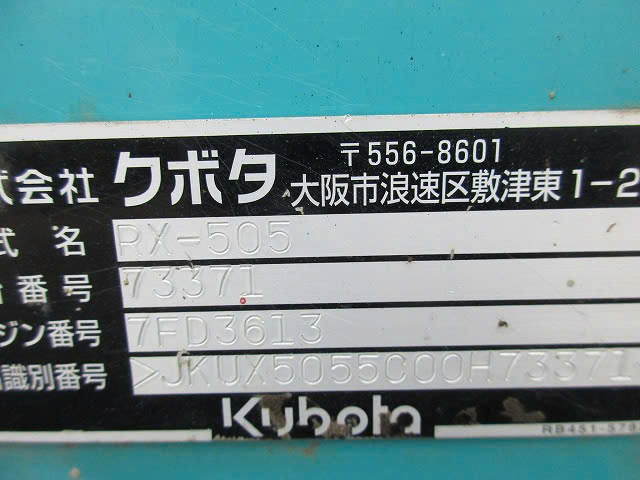 式会社 クボタ 〒556-8601
大阪市浪速区敷津東1-2
式名 RX-505
番号 73371
ジン番号 7FD3613
識別番号 >JKUX5055C00H73371
Kubota
RB451-578